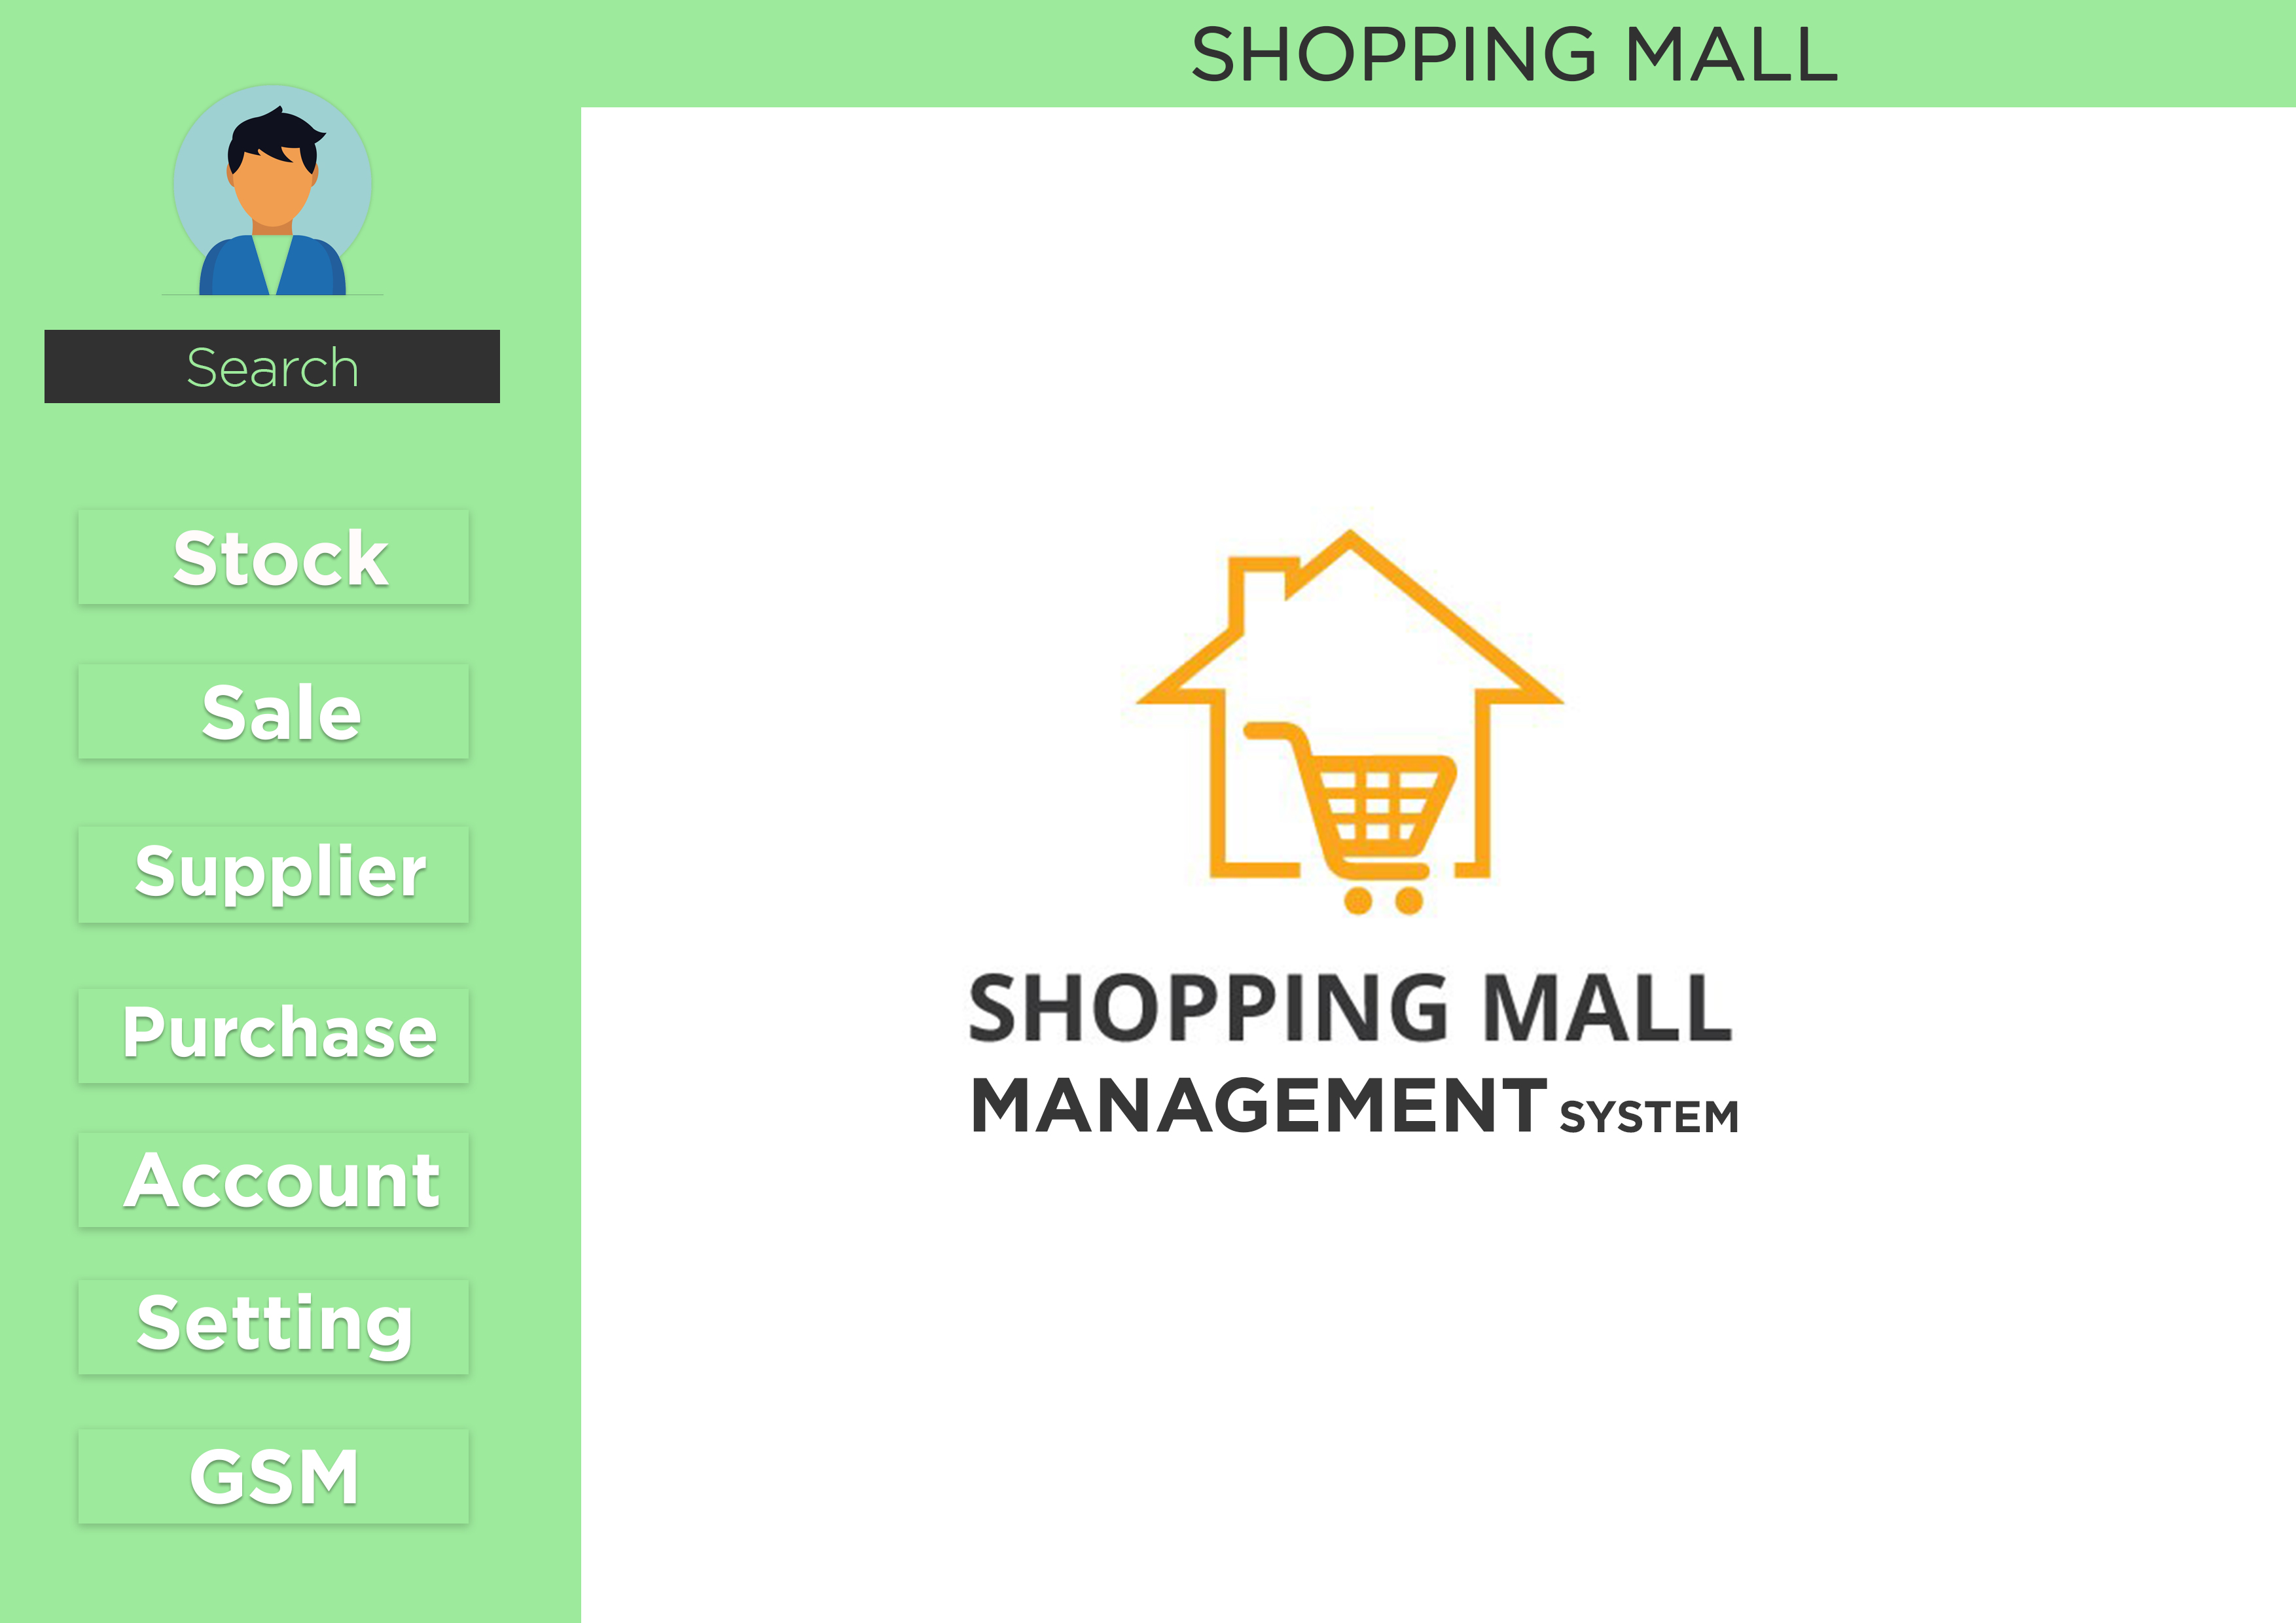 SHOPPING MALL
Search
Stock
Sale
Supplier
Purchase
Account
Setting
GSM
SHOPPING MALL
MANAGEMENT SYSTEM